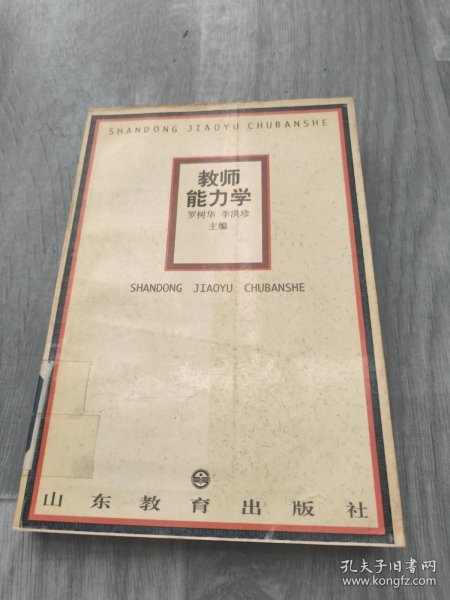 SHANDONG JIAOYU CHUBANSHE
教师
能力学
罗树华 李洪珍
主编
SHANDONG JIAOYU CHUBANSHE
山东教育出版社
孔夫子旧书网
www.kongfz.com